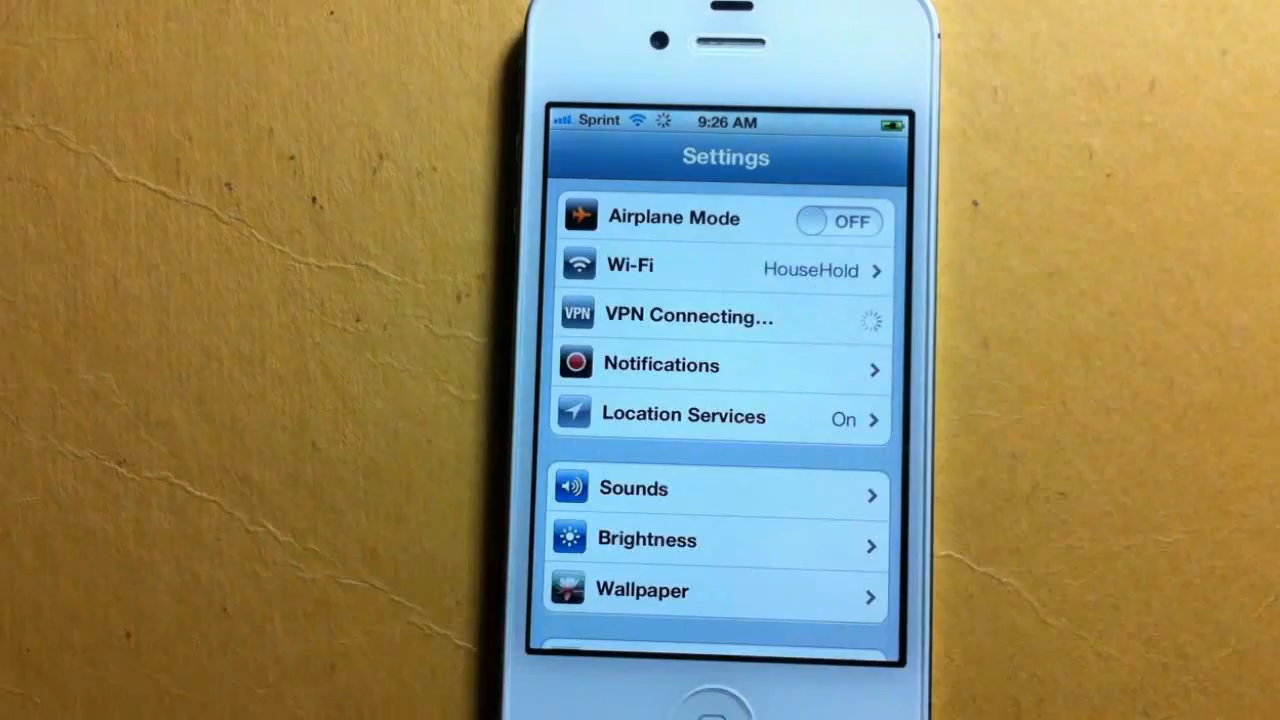 Sprint 9:26 AM
Settings
Airplane Mode OFF
Wi-Fi HouseHold
VPN VPN Connecting...
Notifications
Location Services On
Sounds
Brightness
Wallpaper